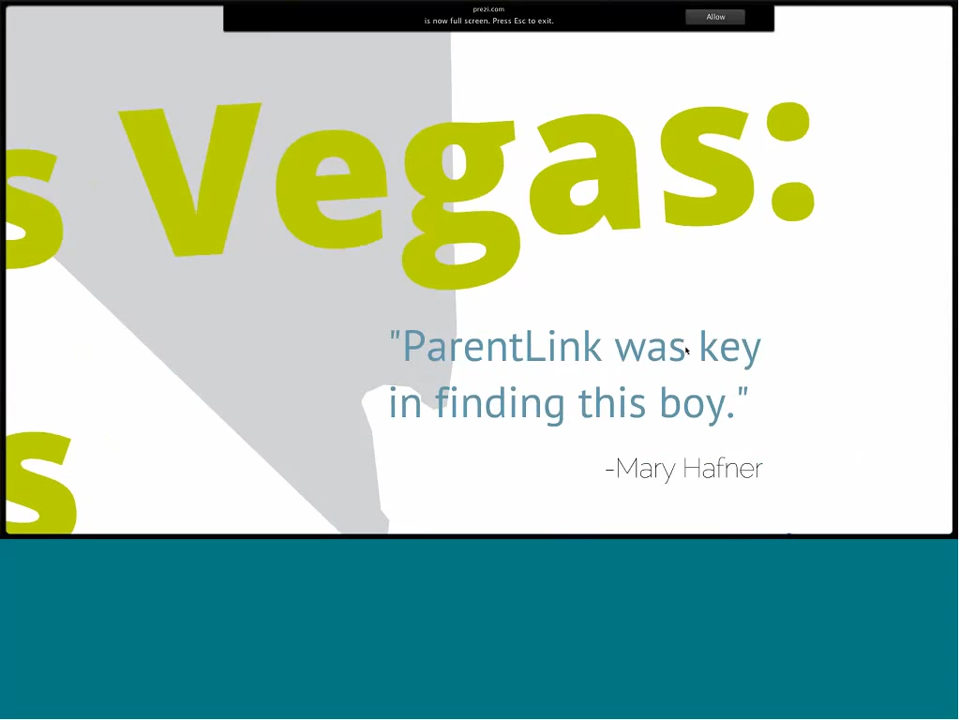 prezi.com
is now full screen. Press Esc to exit.
Allow
s Vegas:
"ParentLink was key
in finding this boy."
-Mary Hafner
s